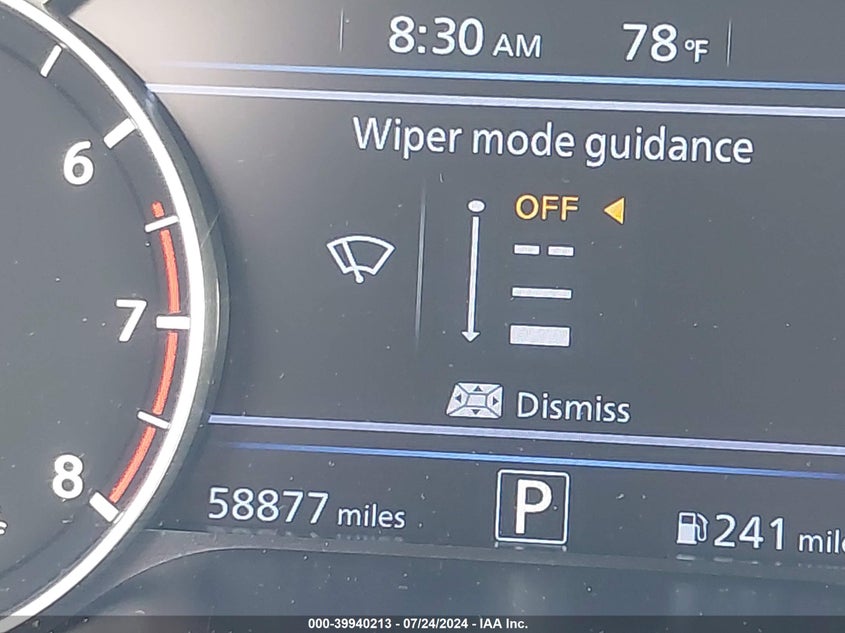 8:30 AM 78 °F
Wiper mode guidance
OFF
6
7
8
Dismiss
58877 miles P 241
000-39940213 - 07/24/2024 - IAA Inc.